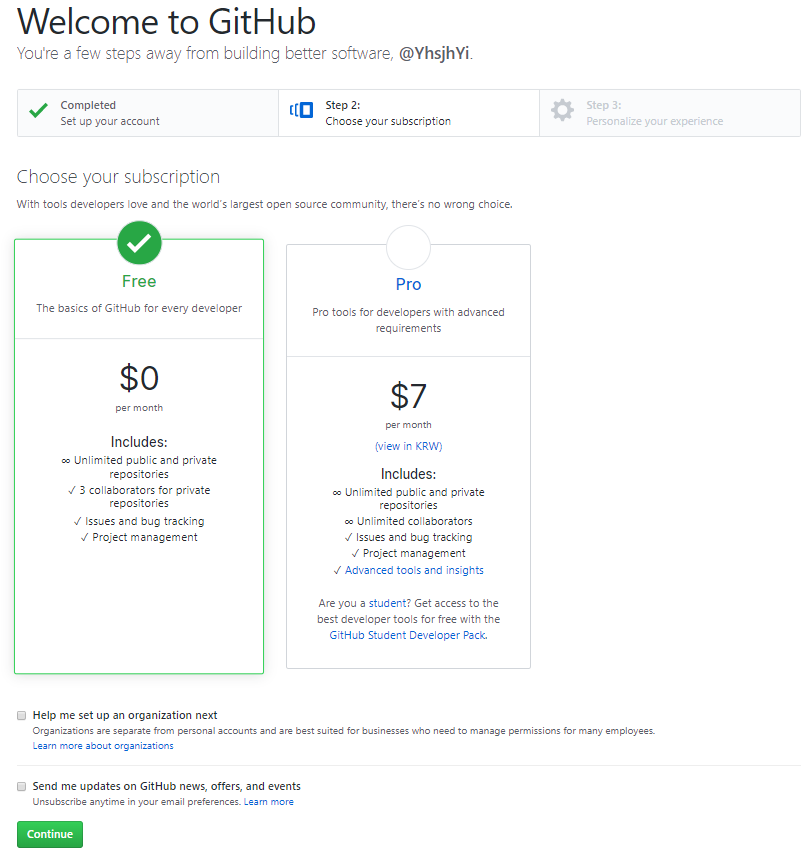 Welcome to GitHub
You're a few steps away from building better software, @YhsjhYi.
Completed
Set up your account
Step 2:
Choose your subscription
Step 3:
Personalize your experience
Choose your subscription
With tools developers love and the world's largest open source community, there's no wrong choice.
Free
The basics of GitHub for every developer
$0
per month
Includes:
∞ Unlimited public and private
repositories
✓ 3 collaborators for private
repositories
✓ Issues and bug tracking
✓ Project management
Pro
Pro tools for developers with advanced
requirements
$7
per month
(view in KRW)
Includes:
∞ Unlimited public and private
repositories
∞ Unlimited collaborators
✓ Issues and bug tracking
✓ Project management
✓ Advanced tools and insights
Are you a student? Get access to the
best developer tools for free with the
GitHub Student Developer Pack.
Help me set up an organization next
Organizations are separate from personal accounts and are best suited for businesses who need to manage permissions for many employees.
Learn more about organizations
Send me updates on GitHub news, offers, and events
Unsubscribe anytime in your email preferences. Learn more
Continue